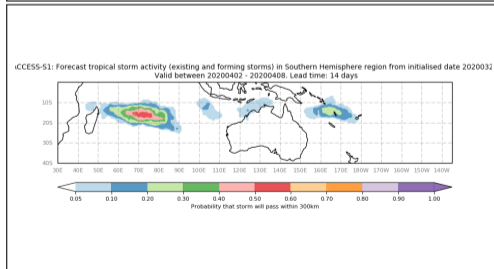 CCESS-S1: Forecast tropical storm activity (existing and forming storms) in Southern Hemisphere region from initialised date 2020032
Valid between 20200402 - 20200408. Lead time: 14 days
10S
20S
30S
40S
30E 40E 50E 60E 70E 80E 90E 100E 110E 120E 130E 140E 150E 160E 170E 180W 170W 160W 150W 140W
0.05 0.10 0.20 0.30 0.40 0.50 0.60 0.70 0.80 0.90 1.00
Probability that storm will pass within 300km